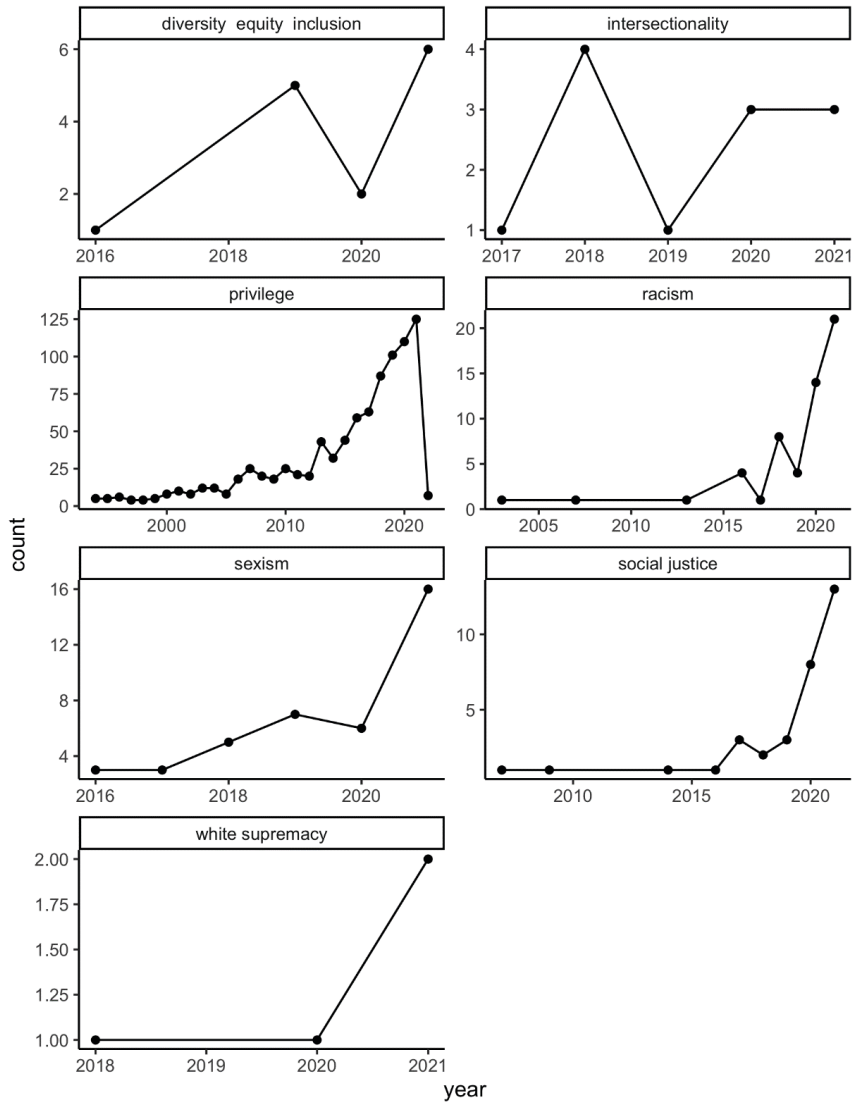 diversity equity inclusion
6
4
2
2016 2018 2020
intersectionality
4
3
2
1
2017 2018 2019 2020 2021
privilege
125
100
75
50
25
0
2000 2010 2020
racism
20
15
10
5
0
2005 2010 2015 2020
sexism
16
12
8
4
2016 2018 2020
social justice
10
5
2010 2015 2020
white supremacy
2.00
1.75
1.50
1.25
1.00
2018 2019 2020 2021
count
year